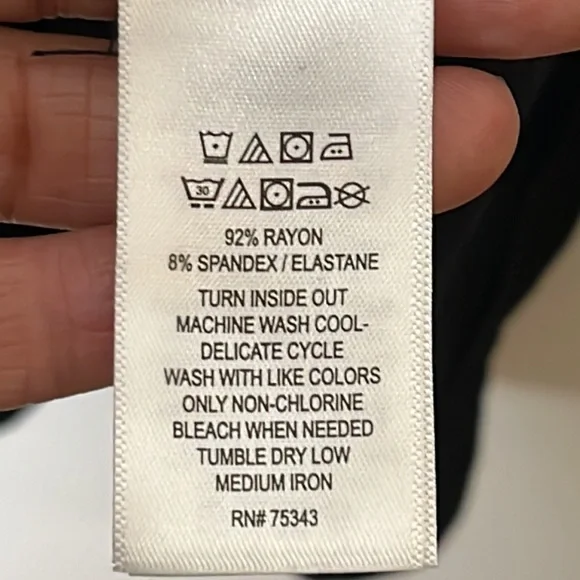 30
92% RAYON
8% SPANDEX / ELASTANE
TURN INSIDE OUT
MACHINE WASH COOL-
DELICATE CYCLE
WASH WITH LIKE COLORS
ONLY NON-CHLORINE
BLEACH WHEN NEEDED
TUMBLE DRY LOW
MEDIUM IRON
RN# 75343